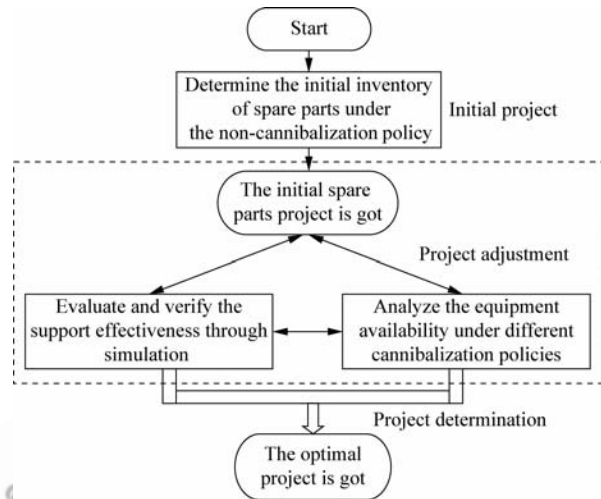 Start
Determine the initial inventory
of spare parts under
the non-cannibalization policy
Initial project
The initial spare
parts project is got
Project adjustment
Evaluate and verify the
support effectiveness through
simulation
Analyze the equipment
availability under different
cannibalization policies
Project determination
The optimal
project is got